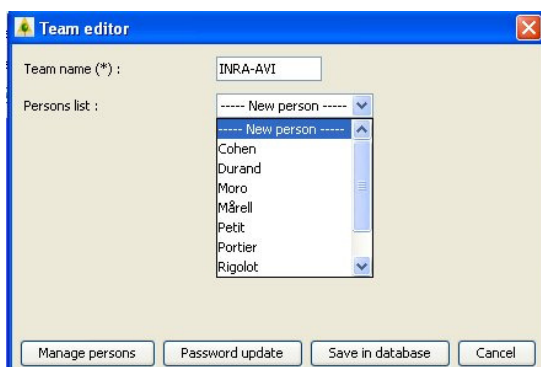 Team editor
Team name (*) :
INRA-AVI
Persons list :
----- New person -----
----- New person -----
Cohen
Durand
Moro
Mårell
Petit
Portier
Rigolot
Manage persons
Password update
Save in database
Cancel